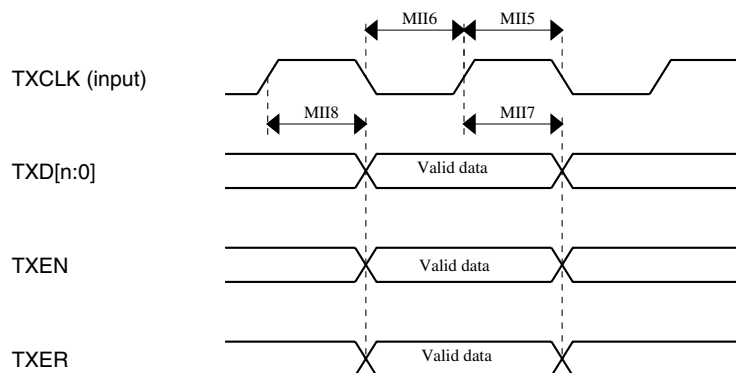 MII6 MII5
TXCLK (input)
MII8 MII7
TXD[n:0] Valid data
TXEN Valid data
TXER Valid data